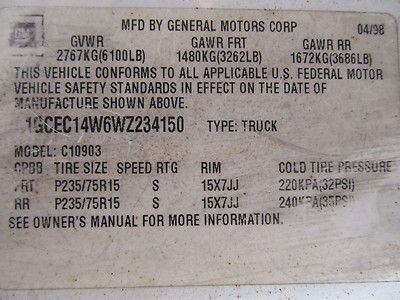 GM
MFD BY GENERAL MOTORS CORP 04/98
GVWR GAWR FRT GAWR RR
2767KG(6100LB) 1480KG(3262LB) 1672KG(3686LB)
THIS VEHICLE CONFORMS TO ALL APPLICABLE U.S. FEDERAL MOTOR
VEHICLE SAFETY STANDARDS IN EFFECT ON THE DATE OF
MANUFACTURE SHOWN ABOVE.
1GCEC14W6WZ234150 TYPE: TRUCK
MODEL: C10903
TIRE SIZE SPEED RTG RIM COLD TIRE PRESSURE
FRT P235/75R15 S 15X7JJ 220KPA(32PSI)
RR P235/75R15 S 15X7JJ 240KPA(35PSI)
SEE OWNER'S MANUAL FOR MORE INFORMATION.